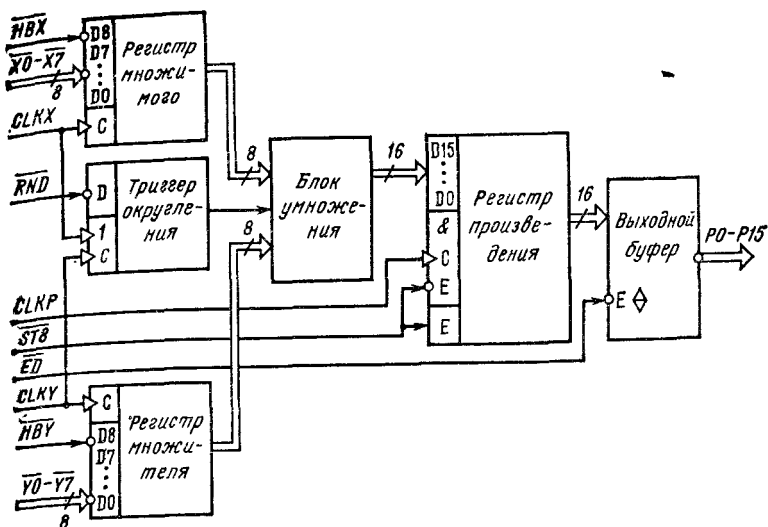 HBX
X0-X7
8
CLKX
RND
D8
D7
D0
C
Регистр
множи-
мого
D
1
C
Триггер
округле-
ния
8
8
Блок
умноже-
ния
16
D15
D0
&
C
E
E
Регистр
произве-
дения
16
Выходной
буфер
E
P0-P15
CLKP
STB
ED
CLKY
HBY
Y0-Y7
8
C
D8
D7
D0
Регистр
множи-
теля